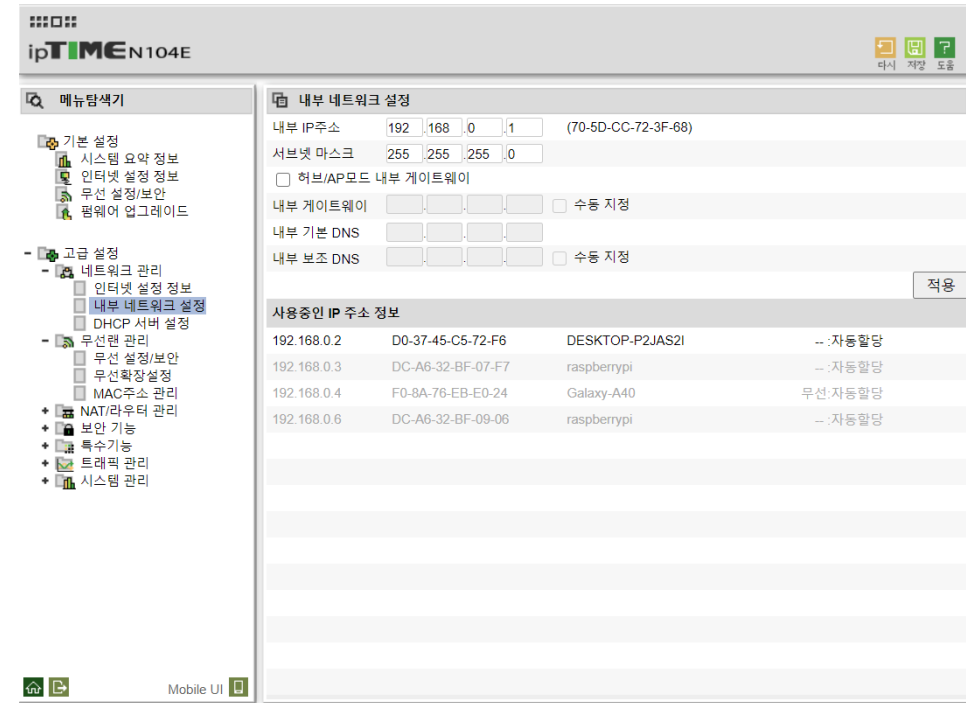 ipTIME N104E
다시 저장 도움
메뉴탐색기
기본 설정
시스템 요약 정보
인터넷 설정 정보
무선 설정/보안
펌웨어 업그레이드
고급 설정
네트워크 관리
인터넷 설정 정보
내부 네트워크 설정
DHCP 서버 설정
무선랜 관리
무선 설정/보안
무선확장설정
MAC주소 관리
NAT/라우터 관리
보안 기능
특수기능
트래픽 관리
시스템 관리
Mobile UI
내부 네트워크 설정
내부 IP주소 192 .168 .0 .1 (70-5D-CC-72-3F-68)
서브넷 마스크 255 .255 .255 .0
허브/AP모드 내부 게이트웨이
내부 게이트웨이 . . . 수동 지정
내부 기본 DNS . . .
내부 보조 DNS . . . 수동 지정
적용
사용중인 IP 주소 정보
192.168.0.2 D0-37-45-C5-72-F6 DESKTOP-P2JAS2I -- :자동할당
192.168.0.3 DC-A6-32-BF-07-F7 raspberrypi -- :자동할당
192.168.0.4 F0-8A-76-EB-E0-24 Galaxy-A40 무선:자동할당
192.168.0.6 DC-A6-32-BF-09-06 raspberrypi -- :자동할당